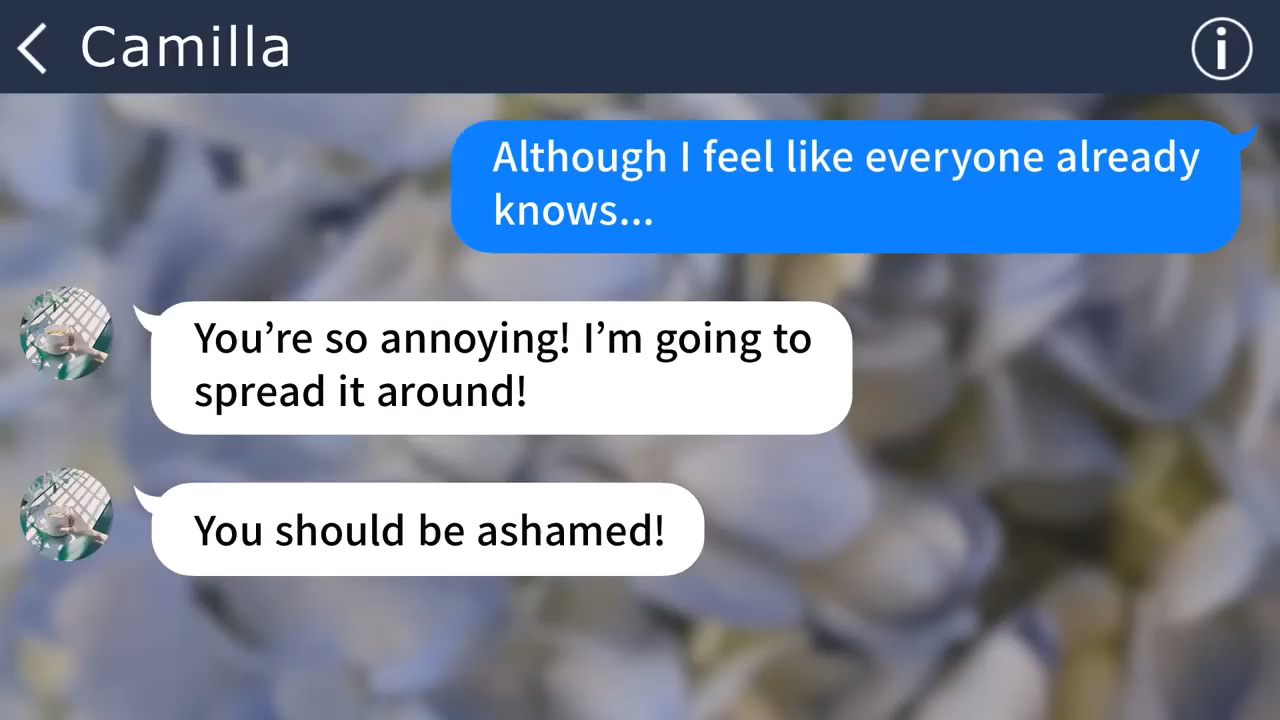 Camilla
Although I feel like everyone already
knows...
You’re so annoying! I’m going to
spread it around!
You should be ashamed!